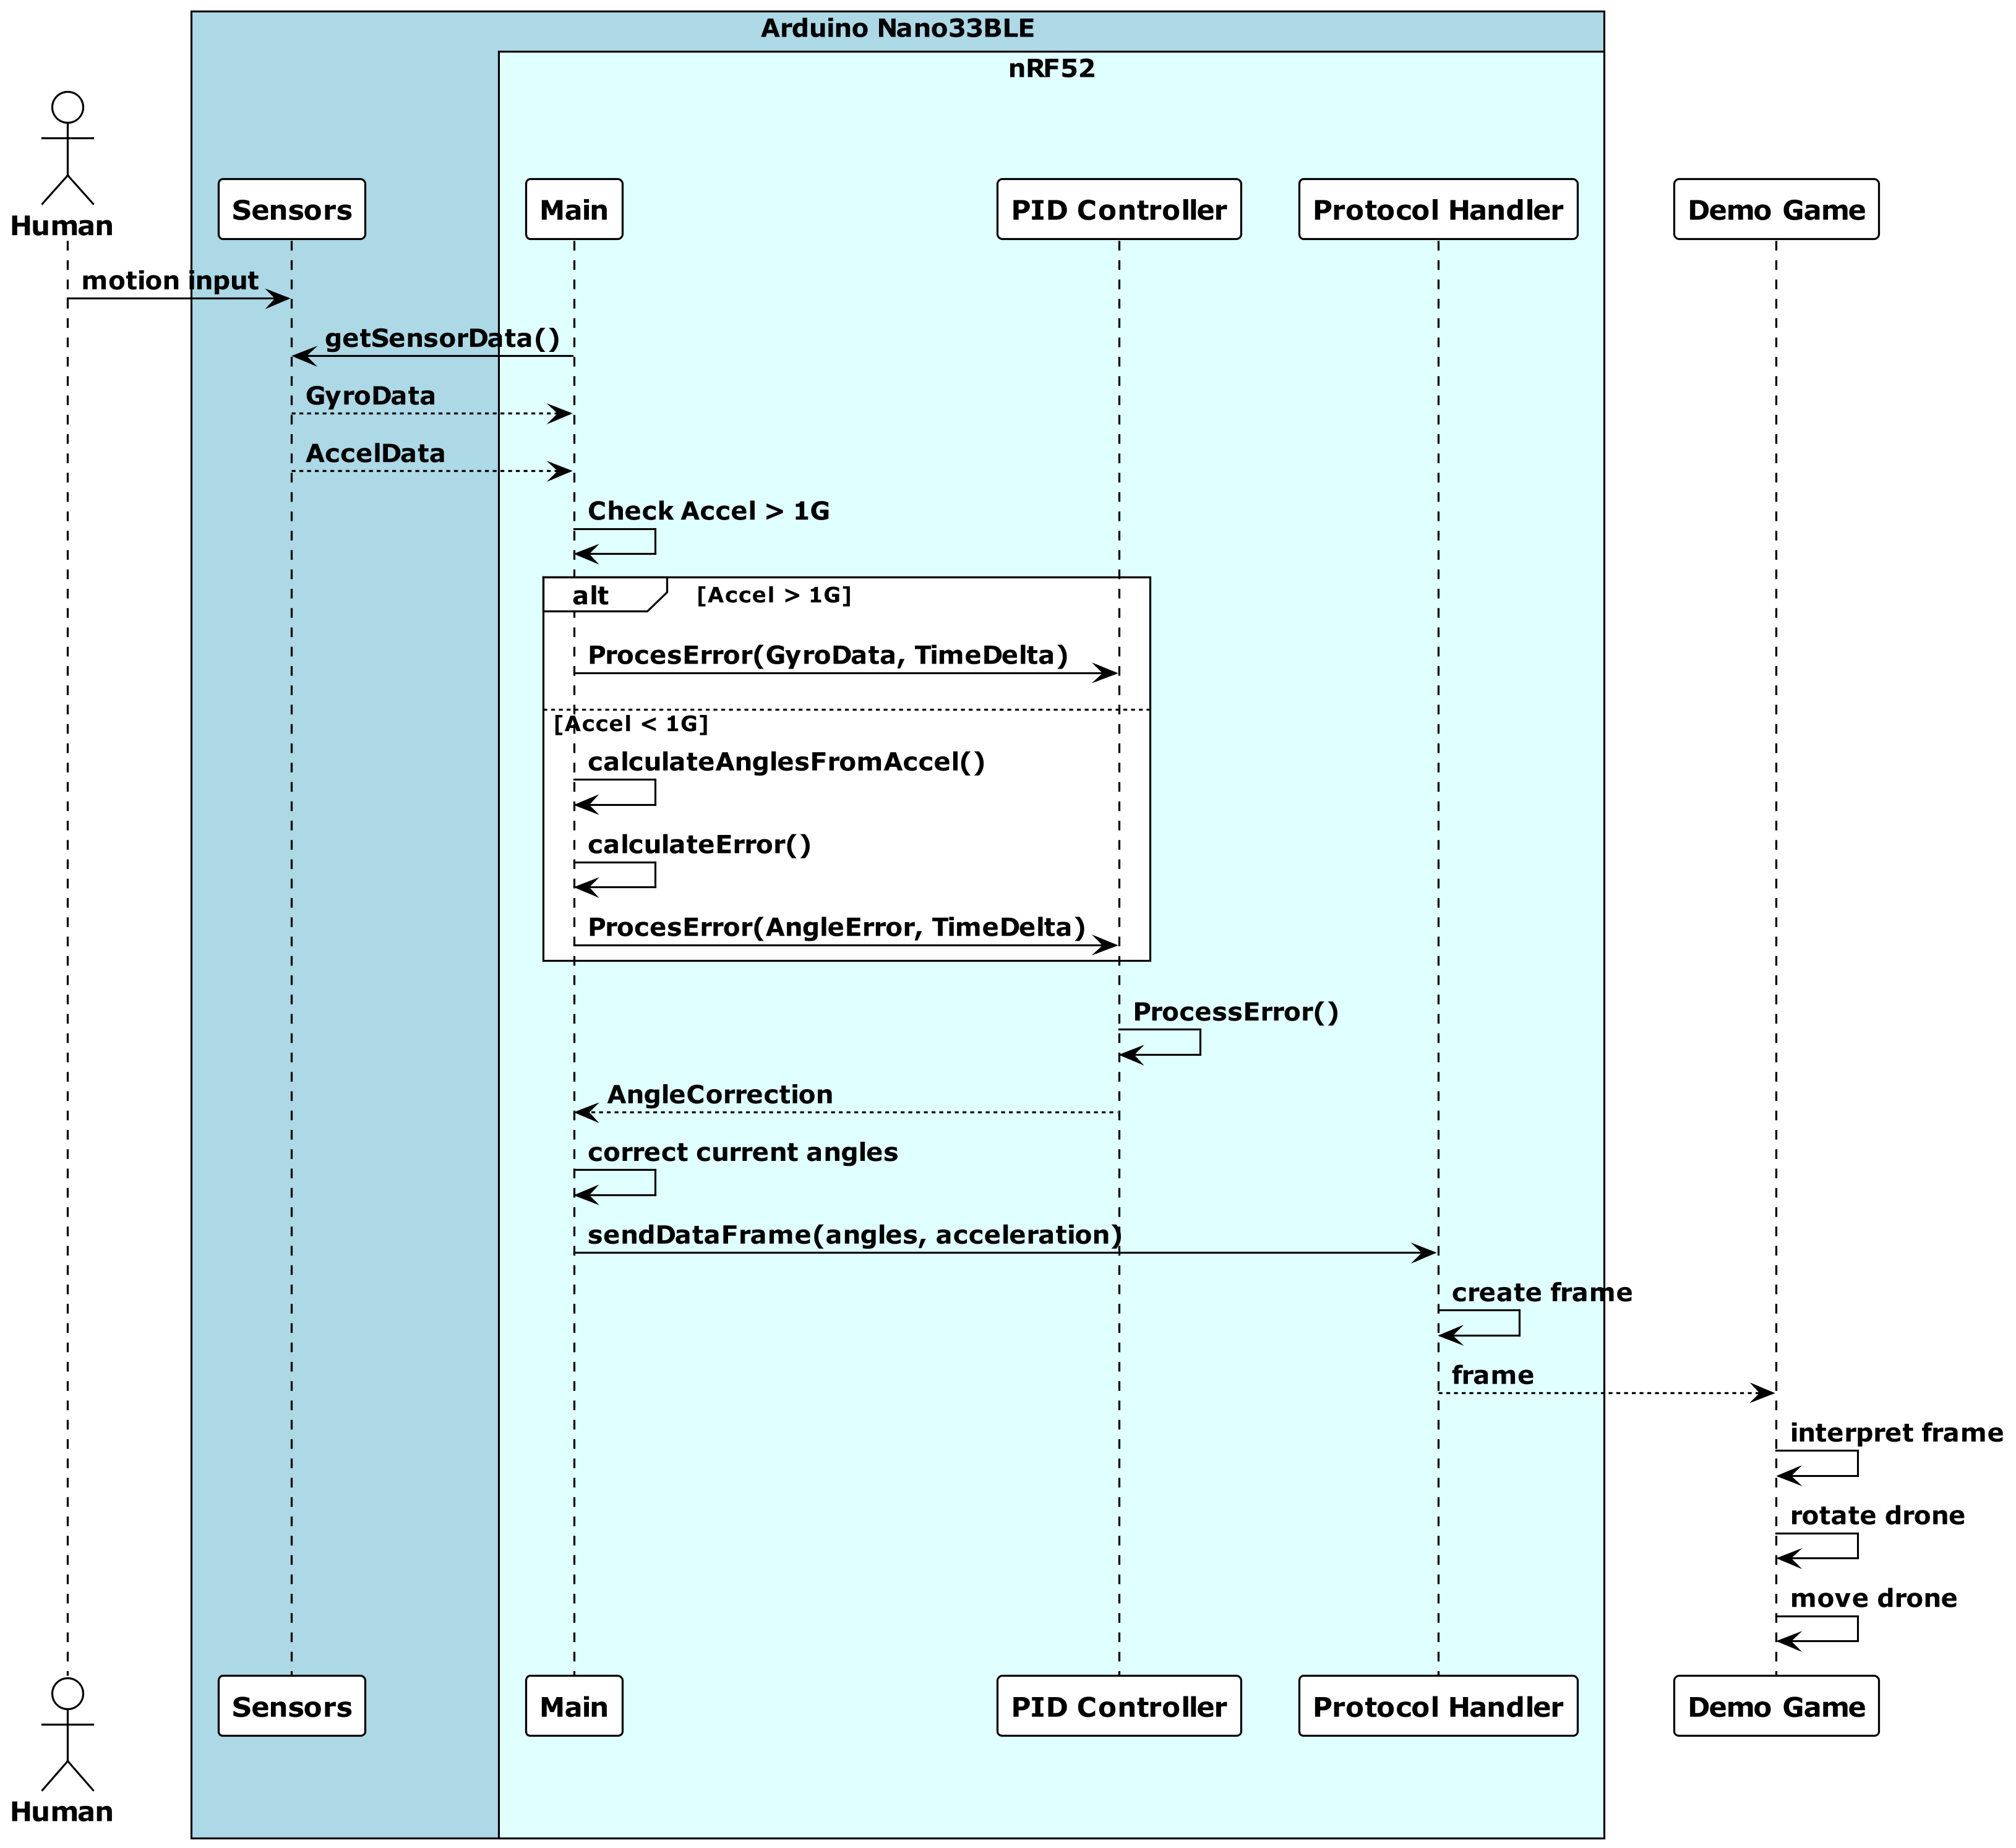 Arduino Nano33BLE
nRF52
Human
Sensors
Main
PID Controller
Protocol Handler
Demo Game
motion input
getSensorData()
GyroData
AccelData
Check Accel > 1G
alt
[Accel > 1G]
ProcesError(GyroData, TimeDelta)
[Accel < 1G]
calculateAnglesFromAccel()
calculateError()
ProcesError(AngleError, TimeDelta)
ProcessError()
AngleCorrection
correct current angles
sendDataFrame(angles, acceleration)
create frame
frame
interpret frame
rotate drone
move drone
Human
Sensors
Main
PID Controller
Protocol Handler
Demo Game